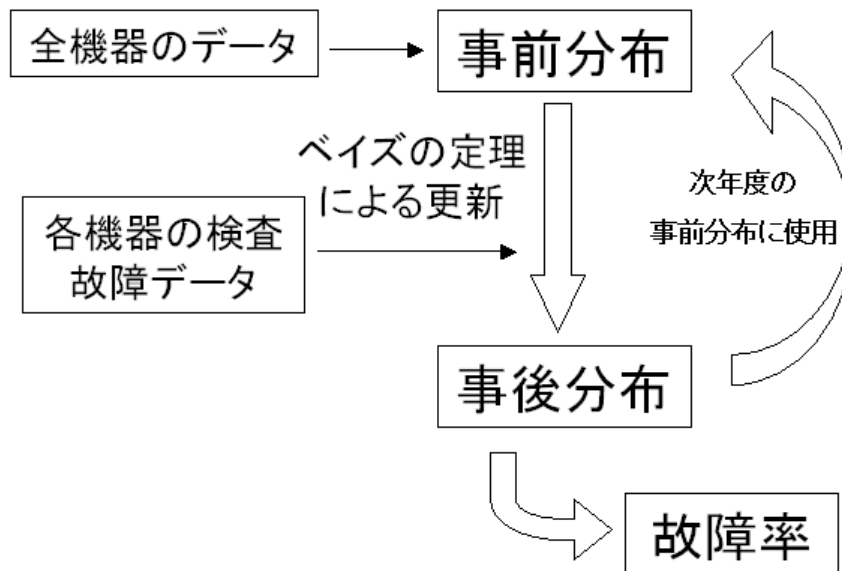 全機器のデータ
事前分布
ベイズの定理
による更新
次年度の
事前分布に使用
各機器の検査
故障データ
事後分布
故障率